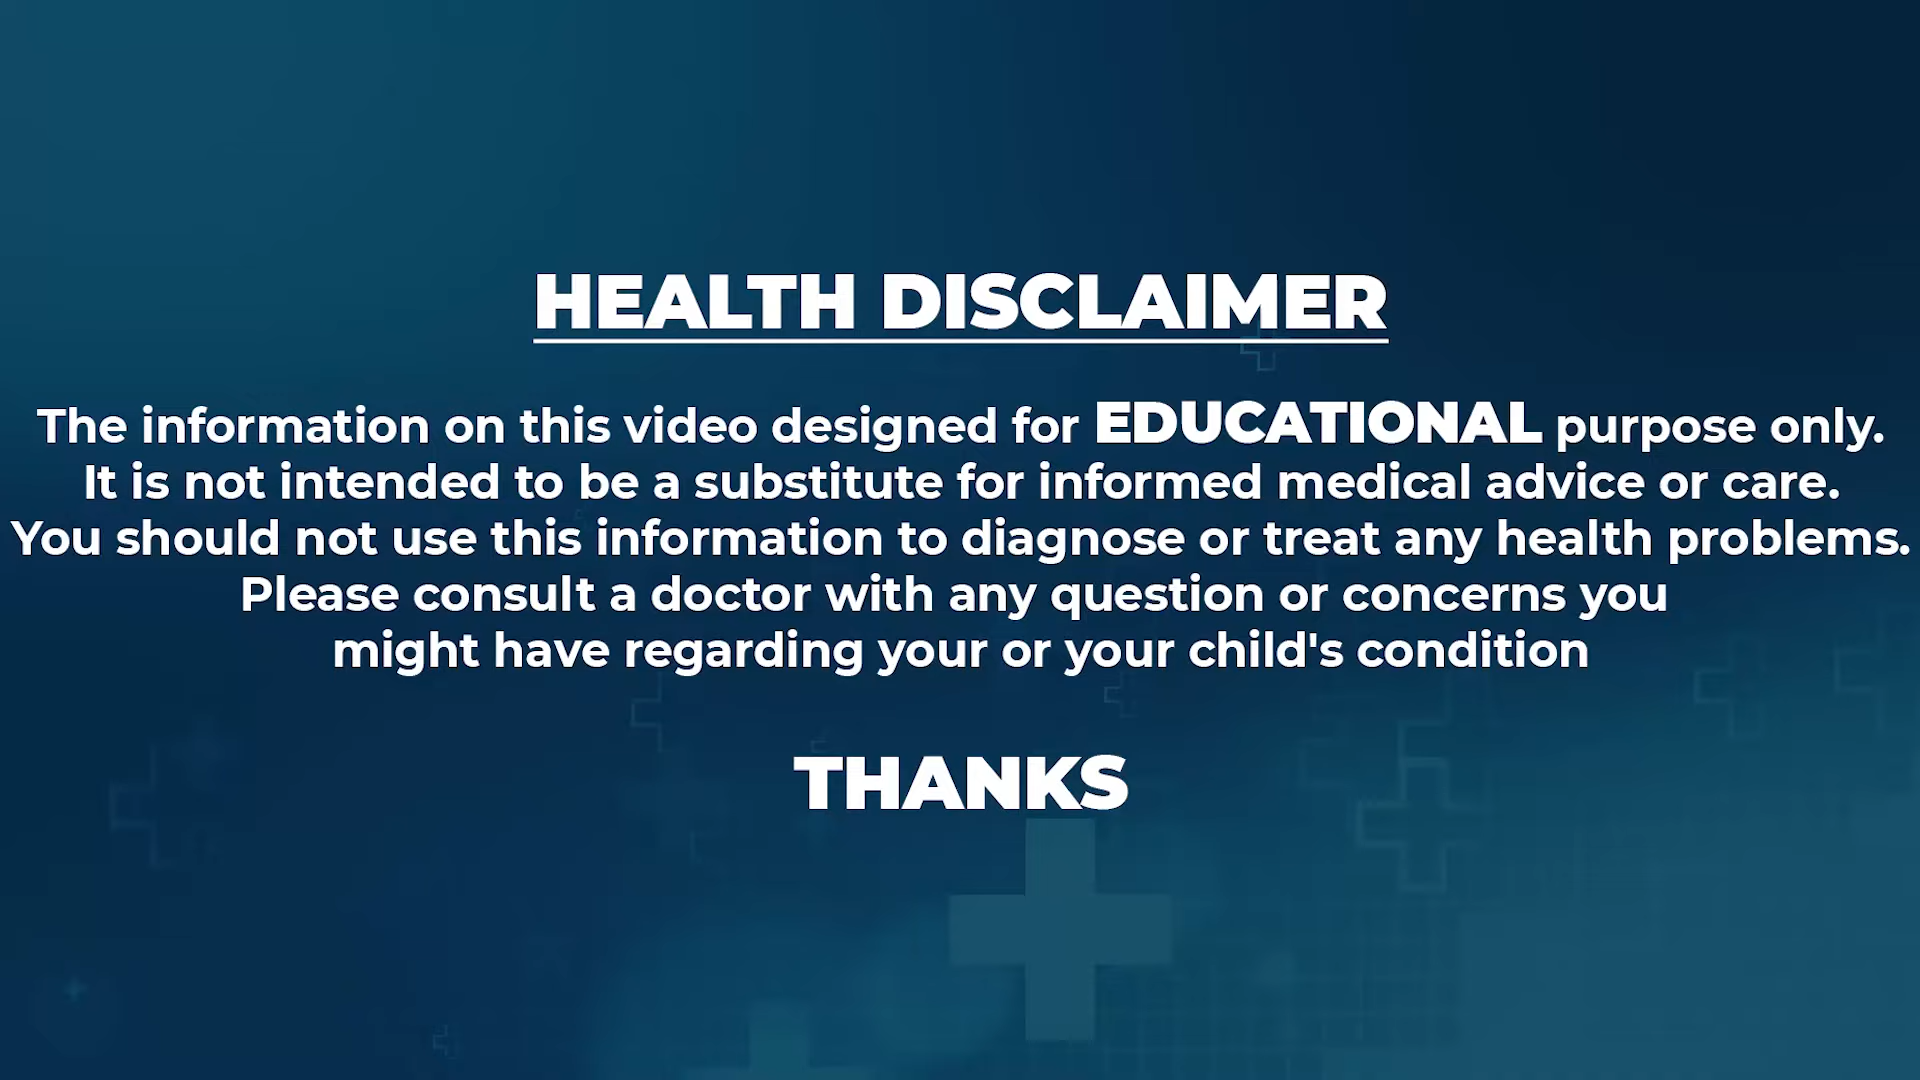 HEALTH DISCLAIMER
The information on this video designed for EDUCATIONAL purpose only.
It is not intended to be a substitute for informed medical advice or care.
You should not use this information to diagnose or treat any health problems.
Please consult a doctor with any question or concerns you
might have regarding your or your child's condition
THANKS